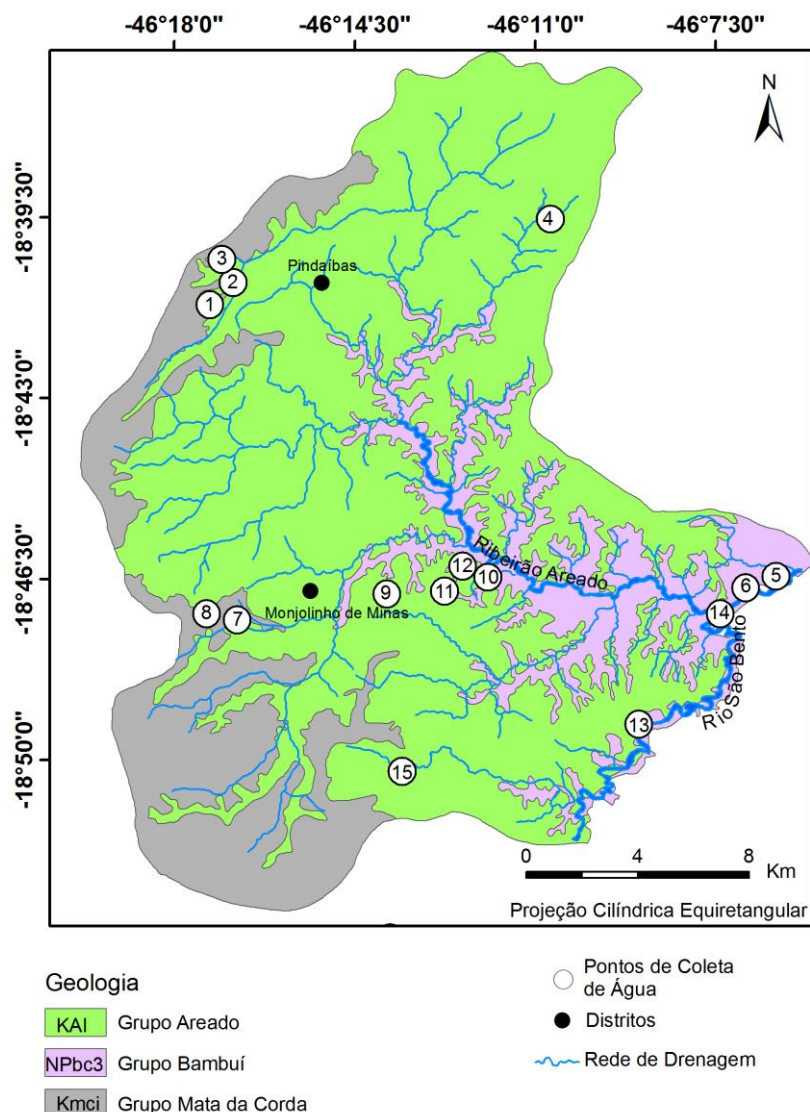 -46°18'0" -46°14'30" -46°11'0" -46°7'30"
N
-18°39'30"
4
3
Pindaíbas
2
1
-18°43'0"
Ribeirão Areado
-18°46'30"
12
10
5
6
9
11
Monjolinho de Minas
8
7
14
Rio São Bento
13
-18°50'0"
15
0 4 8
Km
Projeção Cilíndrica Equiretangular
Geologia
KAI Grupo Areado
NPbc3 Grupo Bambuí
Kmci Grupo Mata da Corda
Pontos de Coleta
de Água
Distritos
Rede de Drenagem